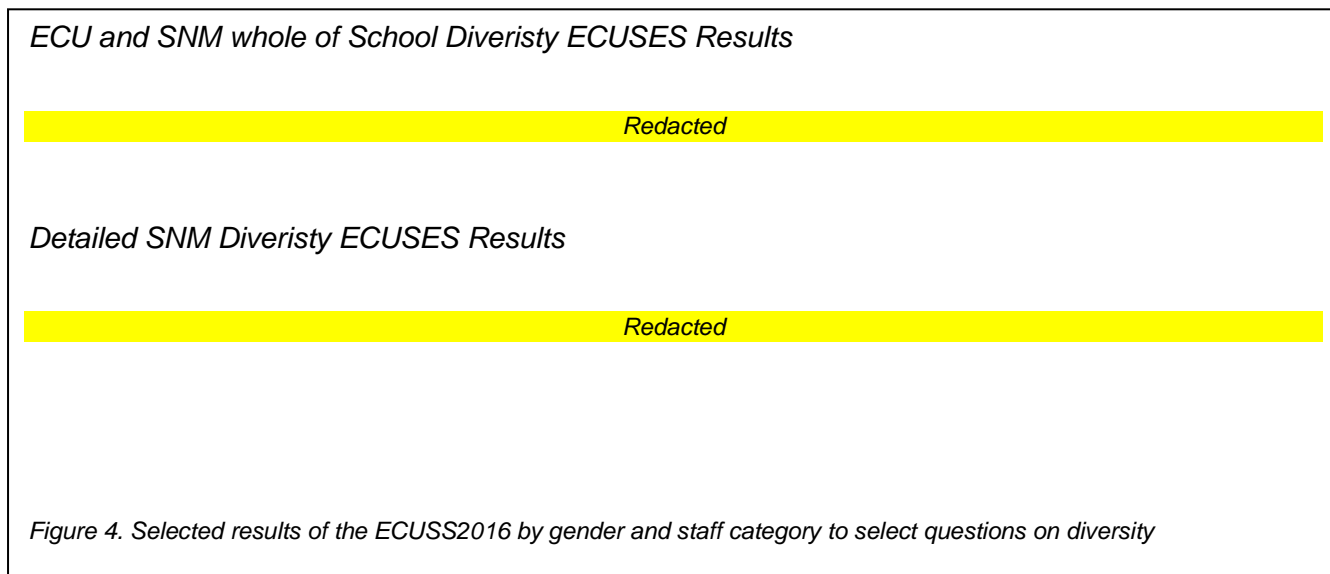 ECU and SNM whole of School Diveristy ECUSES Results
Redacted
Detailed SNM Diveristy ECUSES Results
Redacted
Figure 4. Selected results of the ECUSS2016 by gender and staff category to select questions on diversity